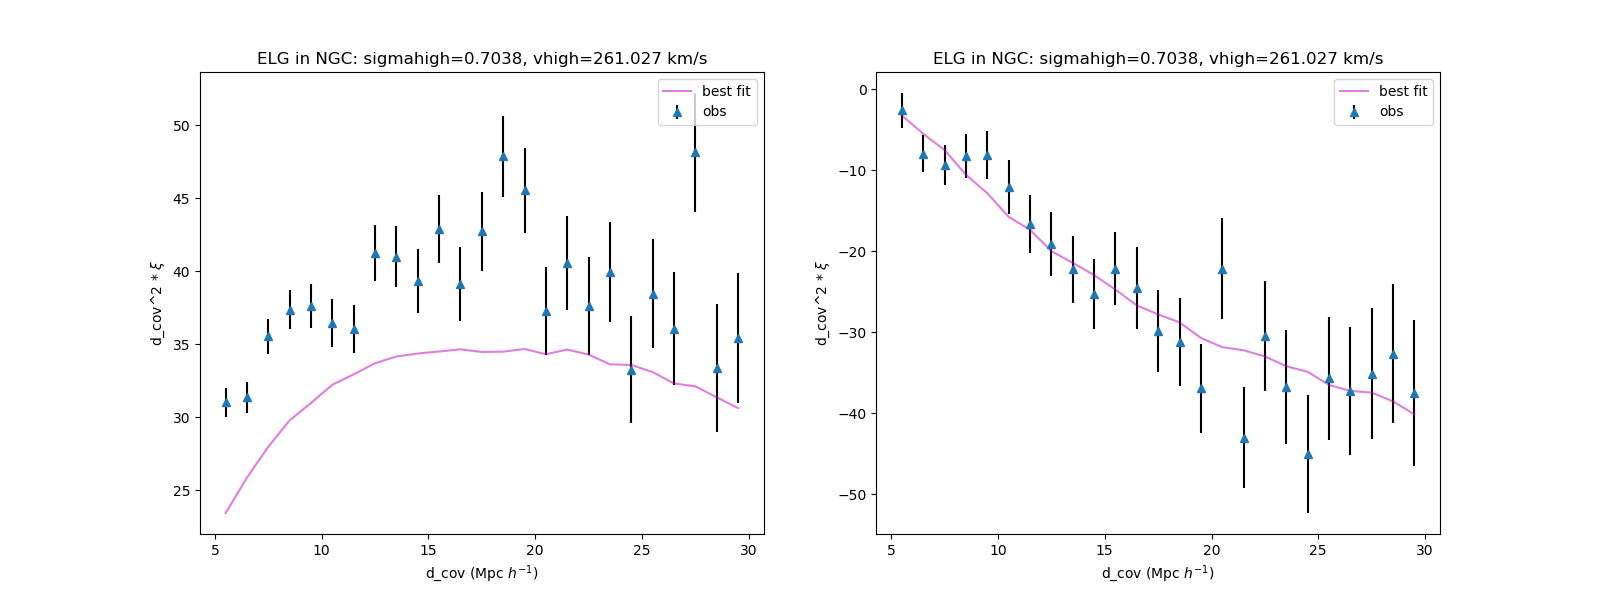 ELG in NGC: sigmahigh=0.7038, vhigh=261.027 km/s
best fit
obs
50
45
40
35
30
25
d_cov^2 * ξ
5 10 15 20 25 30
d_cov (Mpc h⁻¹)
ELG in NGC: sigmahigh=0.7038, vhigh=261.027 km/s
best fit
obs
0
−10
−20
−30
−40
−50
d_cov^2 * ξ
5 10 15 20 25 30
d_cov (Mpc h⁻¹)